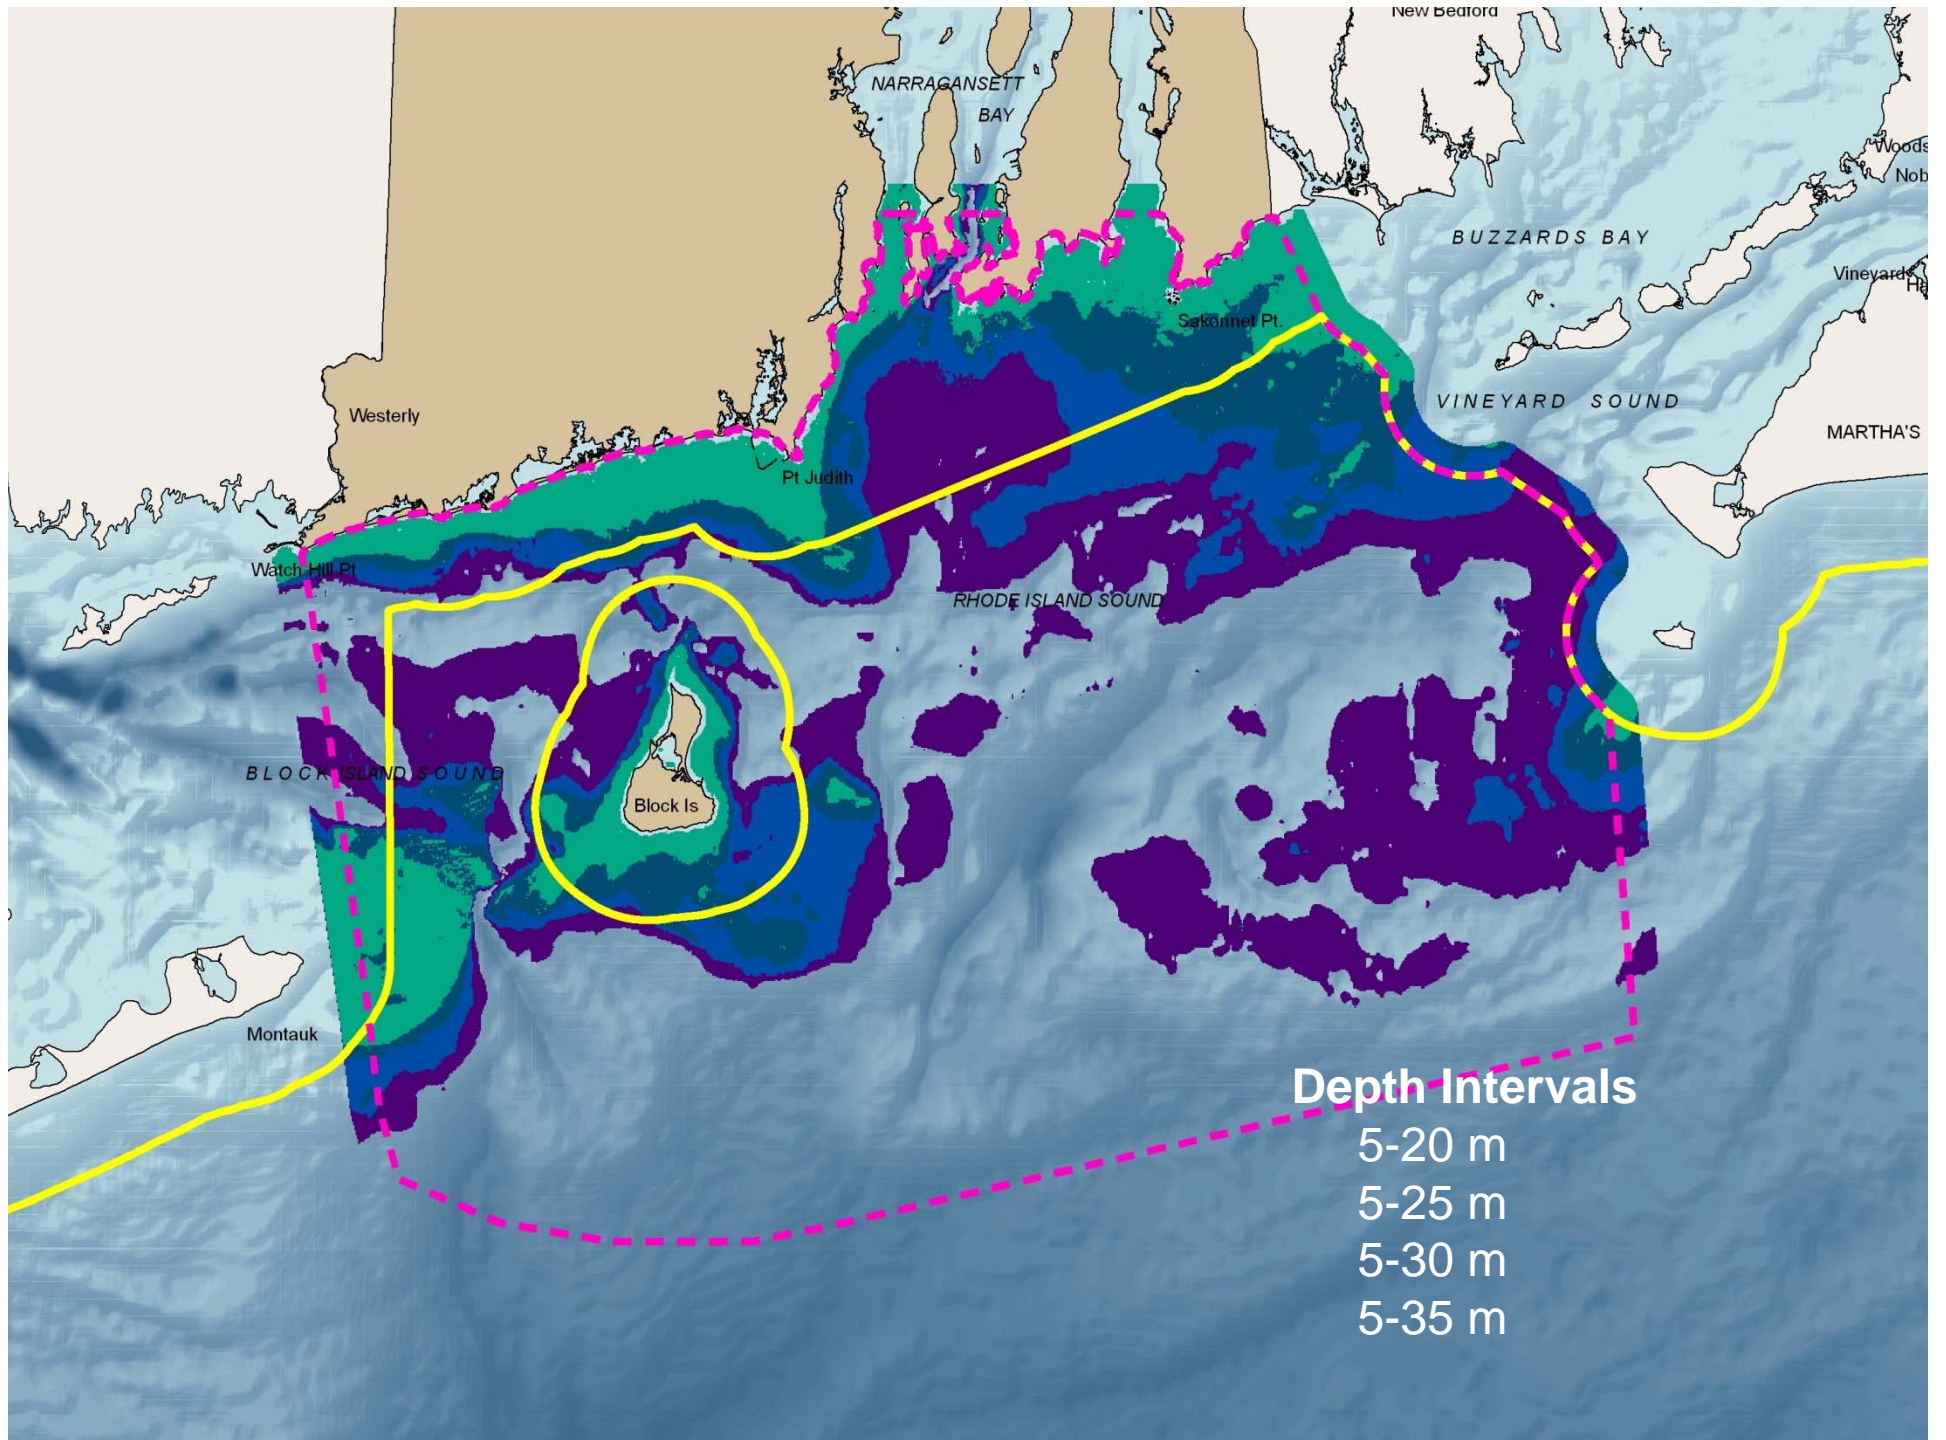 New Bedford
NARRAGANSETT
BAY
Woods
Nob
BUZZARDS BAY
Vineyard
Ha
Sakonnet Pt.
VINEYARD SOUND
Westerly
MARTHA'S
Pt Judith
Watch Hill Pt
RHODE ISLAND SOUND
BLOCK ISLAND SOUND
Block Is
Montauk
Depth Intervals
5-20 m
5-25 m
5-30 m
5-35 m